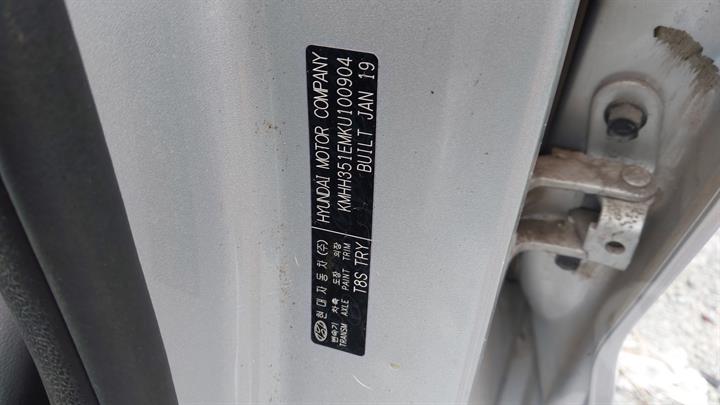 현대자동차(주) HYUNDAI MOTOR COMPANY
변속기 차축 도장 의장 KMHH351EMKU100904
TRANSM AXLE PAINT TRIM
T8S TRY BUILT JAN 19